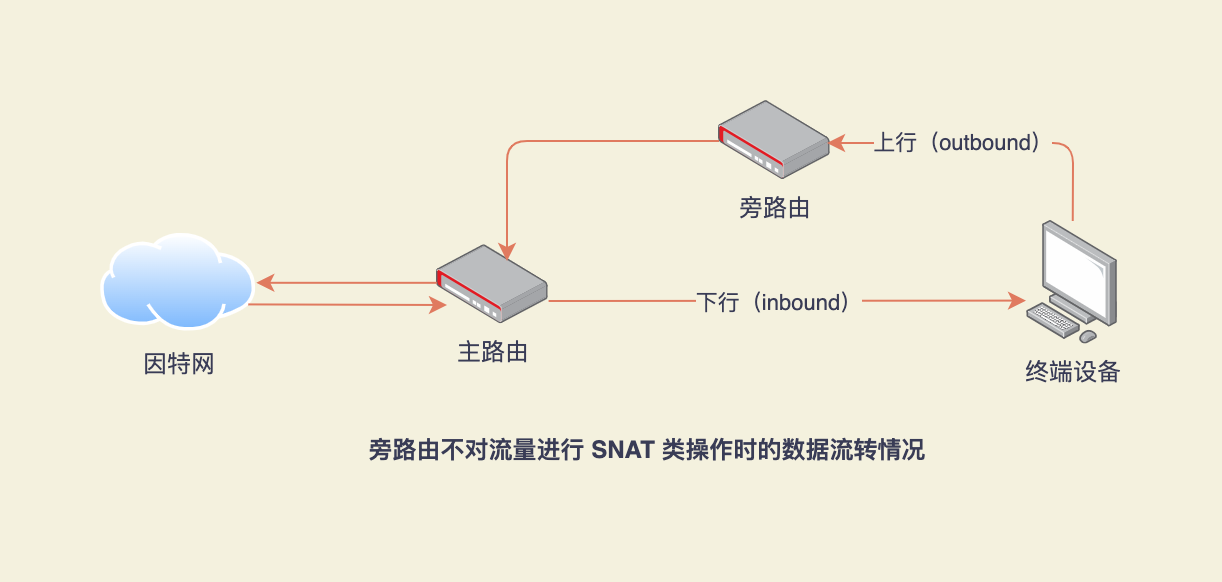 上行（outbound）
旁路由
下行（inbound）
主路由
因特网
终端设备
旁路由不对流量进行 SNAT 类操作时的数据流转情况